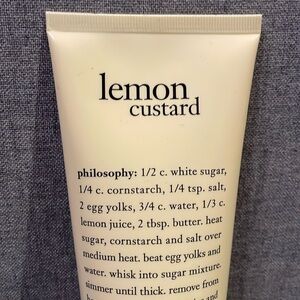 lemon
custard
philosophy: 1/2 c. white sugar,
1/4 c. cornstarch, 1/4 tsp. salt,
2 egg yolks, 3/4 c. water, 1/3 c.
lemon juice, 2 tbsp. butter. heat
sugar, cornstarch and salt over
medium heat. beat egg yolks and
water. whisk into sugar mixture.
simmer until thick. remove from
and